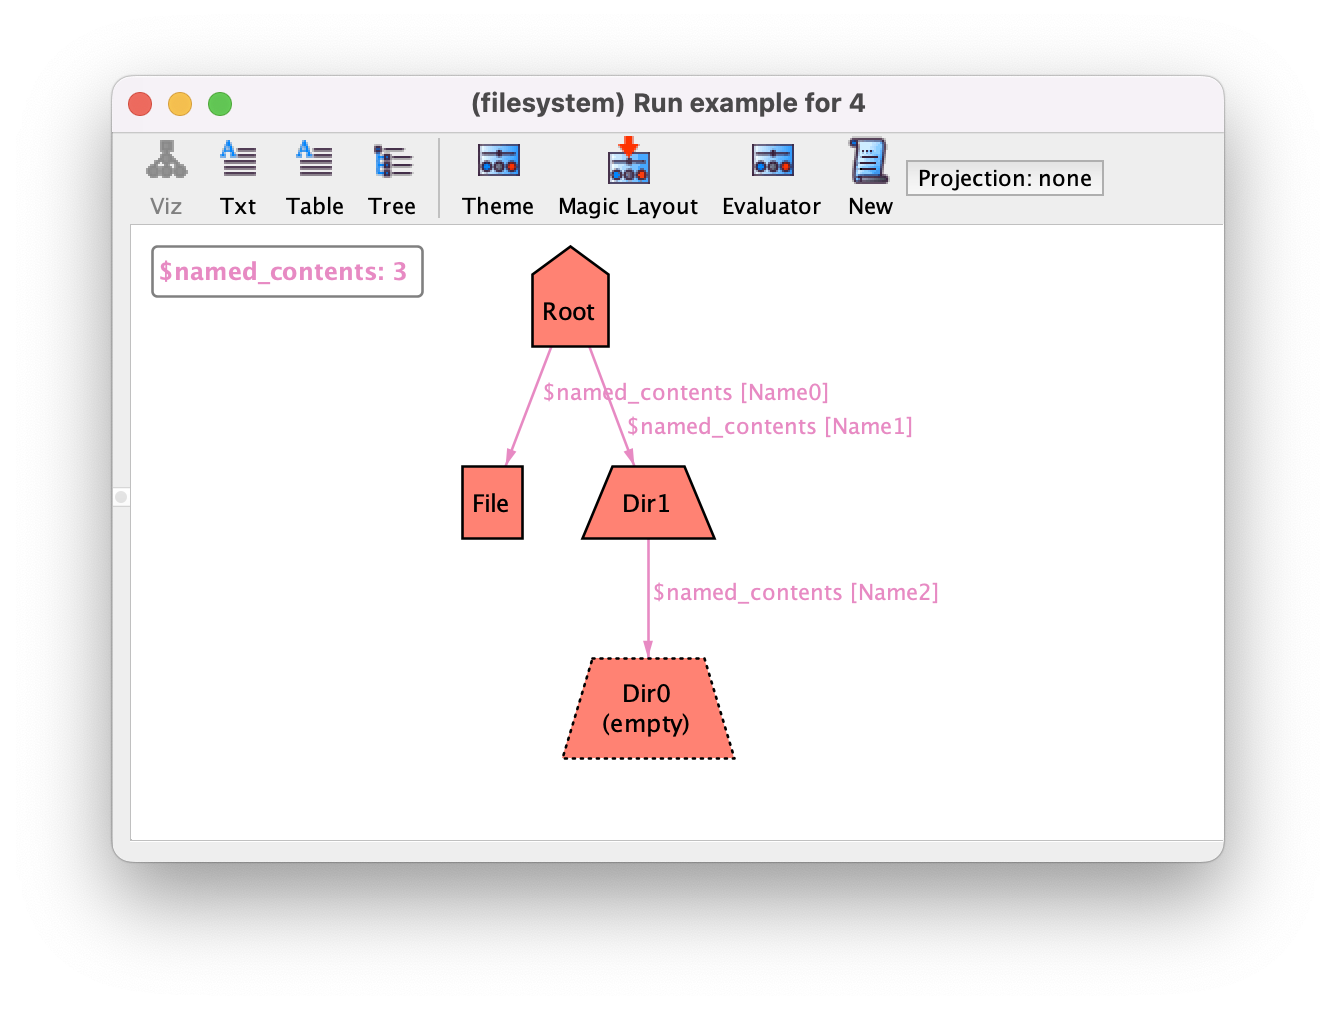 (filesystem) Run example for 4
Viz
Txt
Table
Tree
Theme
Magic Layout
Evaluator
New
Projection: none
$named_contents: 3
Root
$named_contents [Name0]
$named_contents [Name1]
File
Dir1
$named_contents [Name2]
Dir0
(empty)